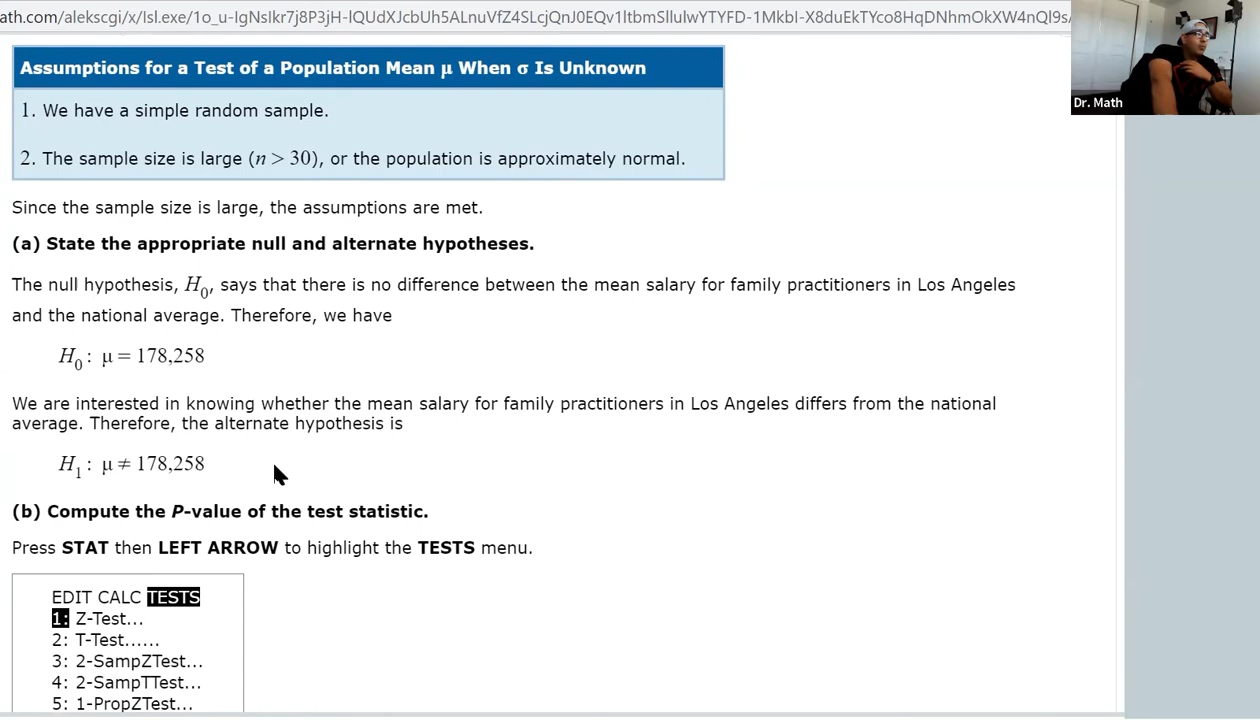 ath.com/alekscgi/x/Isl.exe/1o_u-IgNsIkr7j8P3jH-lQUdXJcbUh5ALnuVfZ4SLcjQnJ0EQv1ltbmSllulwYTYFD-1MkbI-X8duEkTYco8HqDNhmOkXW4nQl9s
Dr. Math
Assumptions for a Test of a Population Mean μ When σ Is Unknown
1. We have a simple random sample.
2. The sample size is large (n > 30), or the population is approximately normal.
Since the sample size is large, the assumptions are met.
(a) State the appropriate null and alternate hypotheses.
The null hypothesis, H0, says that there is no difference between the mean salary for family practitioners in Los Angeles
and the national average. Therefore, we have
H0: μ = 178,258
We are interested in knowing whether the mean salary for family practitioners in Los Angeles differs from the national
average. Therefore, the alternate hypothesis is
H1: μ ≠ 178,258
(b) Compute the P-value of the test statistic.
Press STAT then LEFT ARROW to highlight the TESTS menu.
EDIT CALC TESTS
1: Z-Test...
2: T-Test......
3: 2-SampZTest...
4: 2-SampTTest...
5: 1-PropZTest...